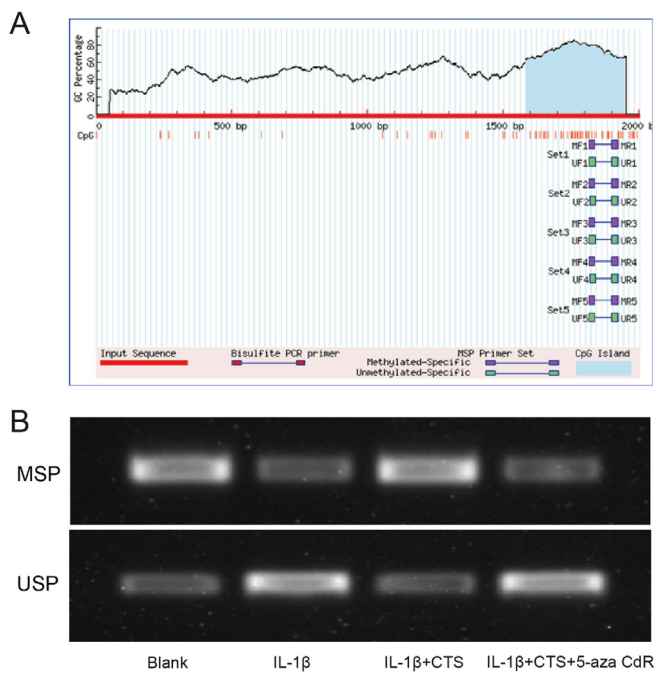 A
GC Percentage
80
60
40
20
0
0 500 bp 1000 bp 1500 bp 2000 bp
CpG
MF1 MR1
Set1
UF1 UR1
MF2 MR2
Set2
UF2 UR2
MF3 MR3
Set3
UF3 UR3
MF4 MR4
Set4
UF4 UR4
MF5 MR5
Set5
UF5 UR5
Input Sequence Bisulfite PCR primer MSP Primer Set CpG Island
Methylated-Specific
Unmethylated-Specific
B
MSP
USP
Blank IL-1β IL-1β+CTS IL-1β+CTS+5-aza CdR